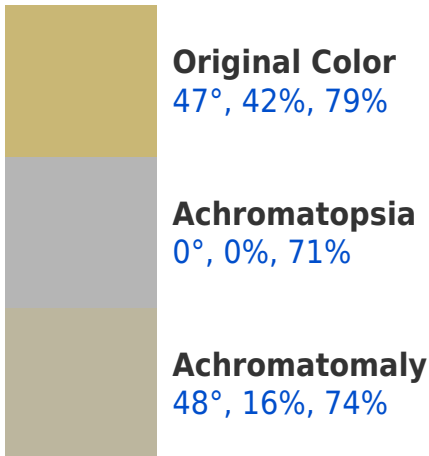 Original Color
47°, 42%, 79%
Achromatopsia
0°, 0%, 71%
Achromatomaly
48°, 16%, 74%